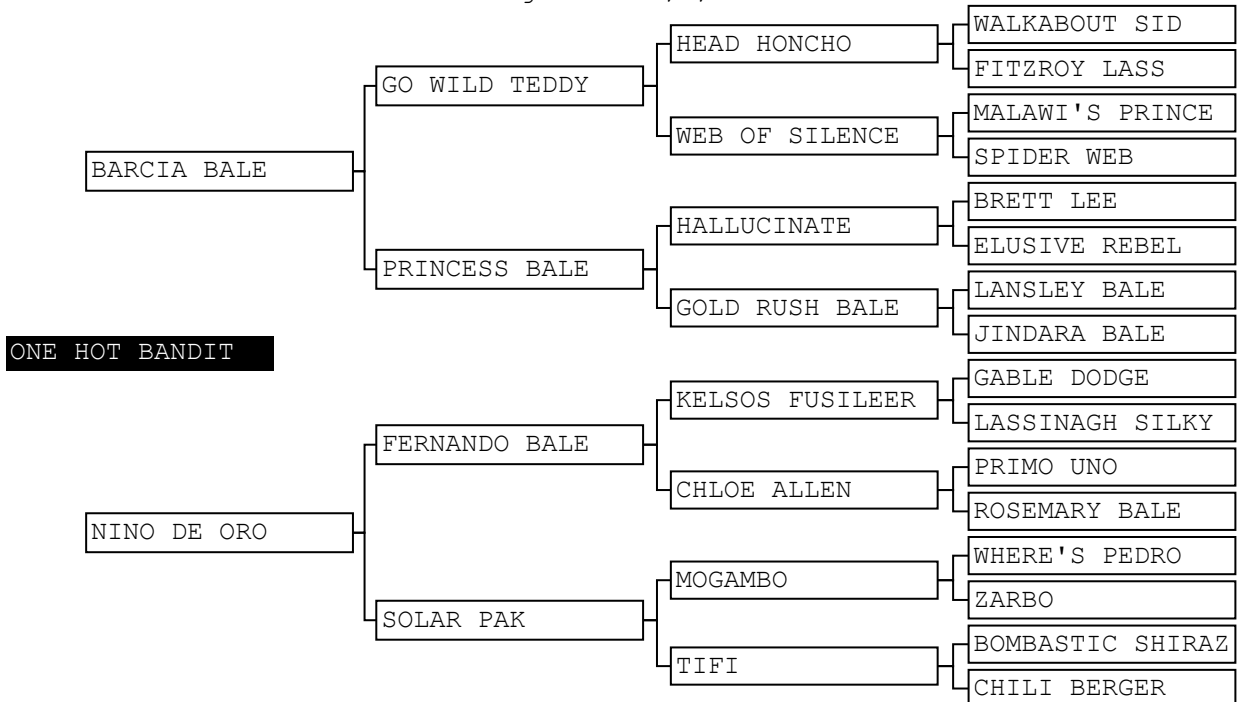 WALKABOUT SID
HEAD HONCHO
FITZROY LASS
GO WILD TEDDY
MALAWI'S PRINCE
WEB OF SILENCE
SPIDER WEB
BARCIA BALE
BRETT LEE
HALLUCINATE
ELUSIVE REBEL
PRINCESS BALE
LANSLEY BALE
GOLD RUSH BALE
JINDARA BALE
ONE HOT BANDIT
GABLE DODGE
KELSOS FUSILEER
LASSINAGH SILKY
FERNANDO BALE
PRIMO UNO
CHLOE ALLEN
ROSEMARY BALE
NINO DE ORO
WHERE'S PEDRO
MOGAMBO
ZARBO
SOLAR PAK
BOMBASTIC SHIRAZ
TIFI
CHILI BERGER